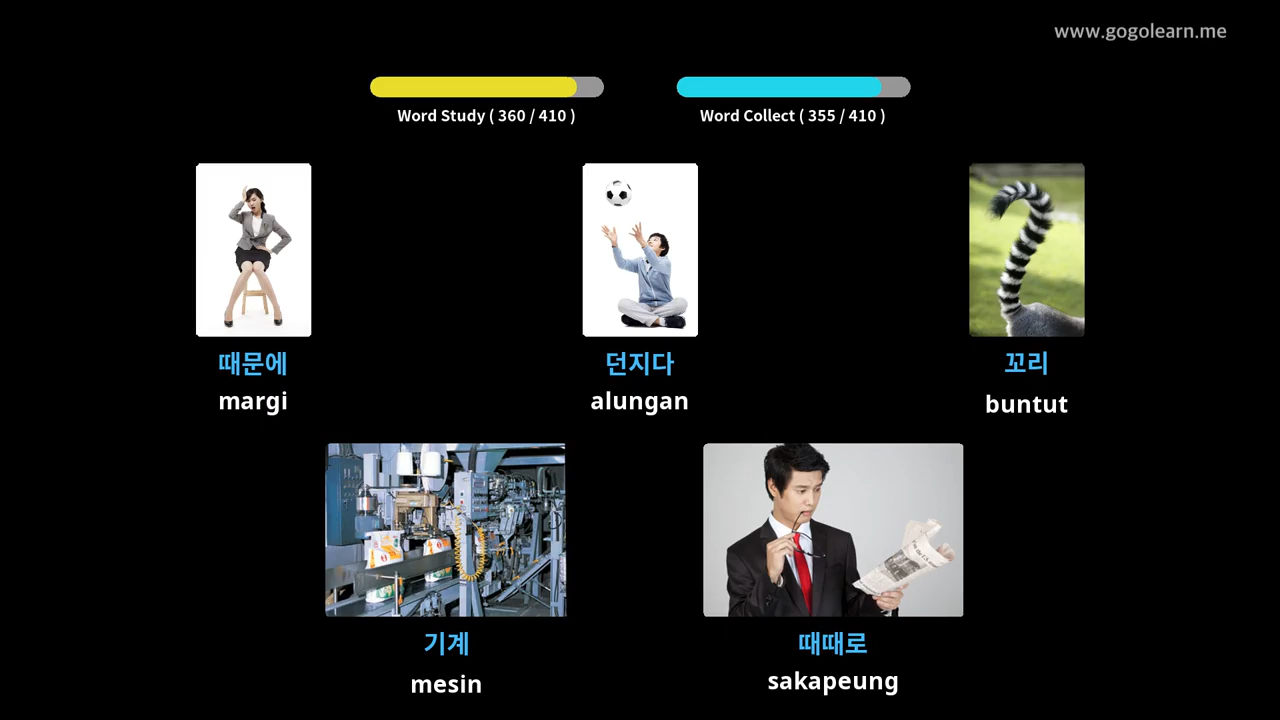 www.gogolearn.me
Word Study ( 360 / 410 )
Word Collect ( 355 / 410 )
때문에
margi
던지다
alungan
꼬리
buntut
기계
mesin
때때로
sakapeung